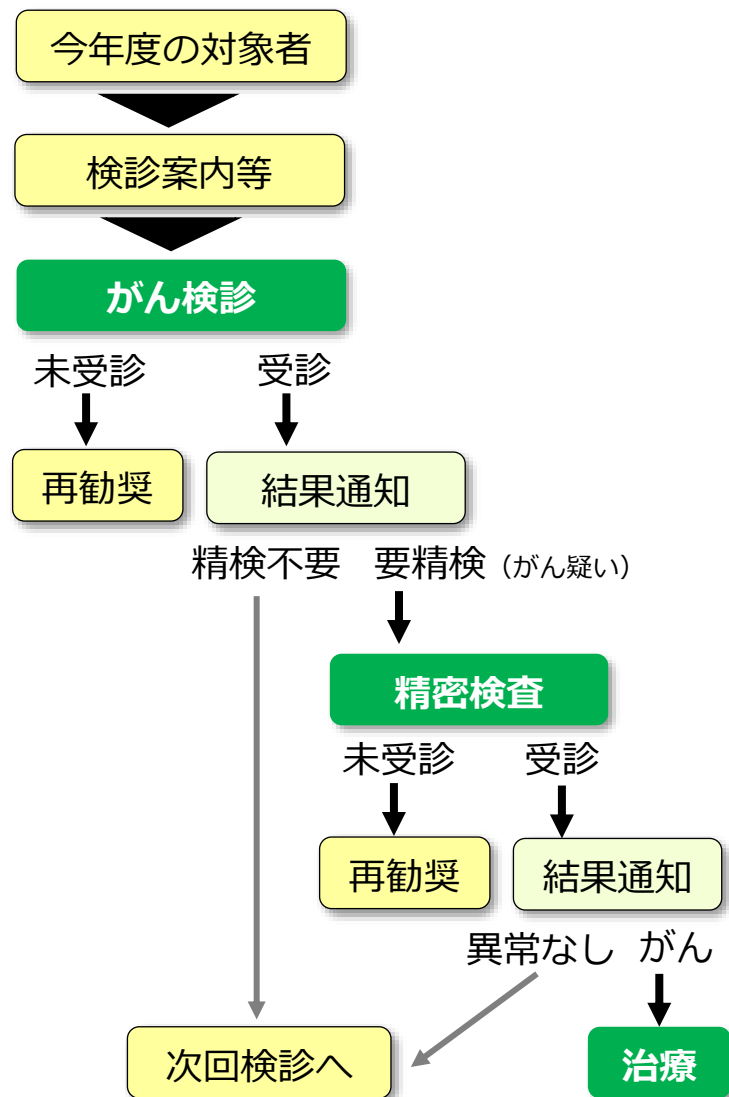 今年度の対象者
検診案内等
がん検診
未受診 受診
再勧奨 結果通知
精検不要 要精検（がん疑い）
精密検査
未受診 受診
再勧奨 結果通知
異常なし がん
次回検診へ 治療